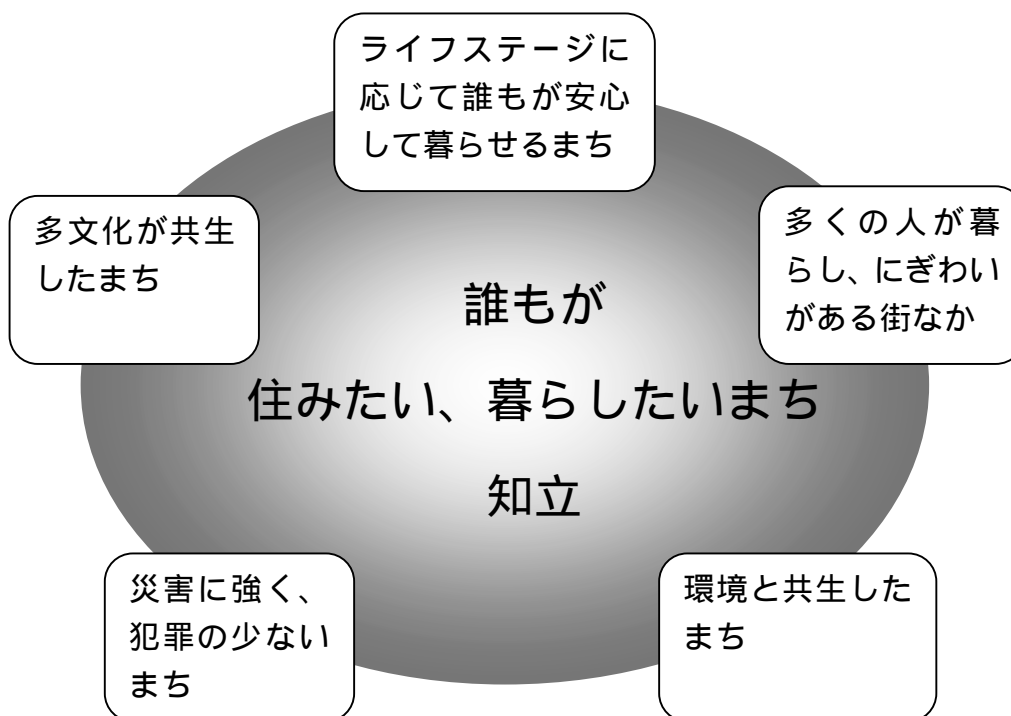 ライフステージに
応じて誰もが安心
して暮らせるまち
多文化が共生
したまち
多くの人が暮
らし、にぎわい
がある街なか
誰もが
住みたい、暮らしたいまち
知立
災害に強く、
犯罪の少ない
まち
環境と共生した
まち